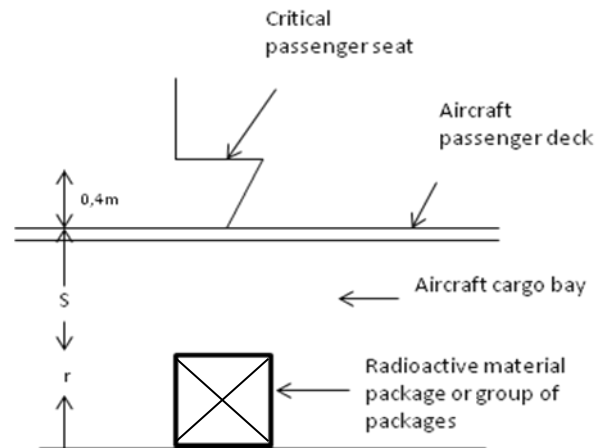 Critical
passenger seat
Aircraft
passenger deck
0,4m
S
Aircraft cargo bay
r
Radioactive material
package or group of
packages